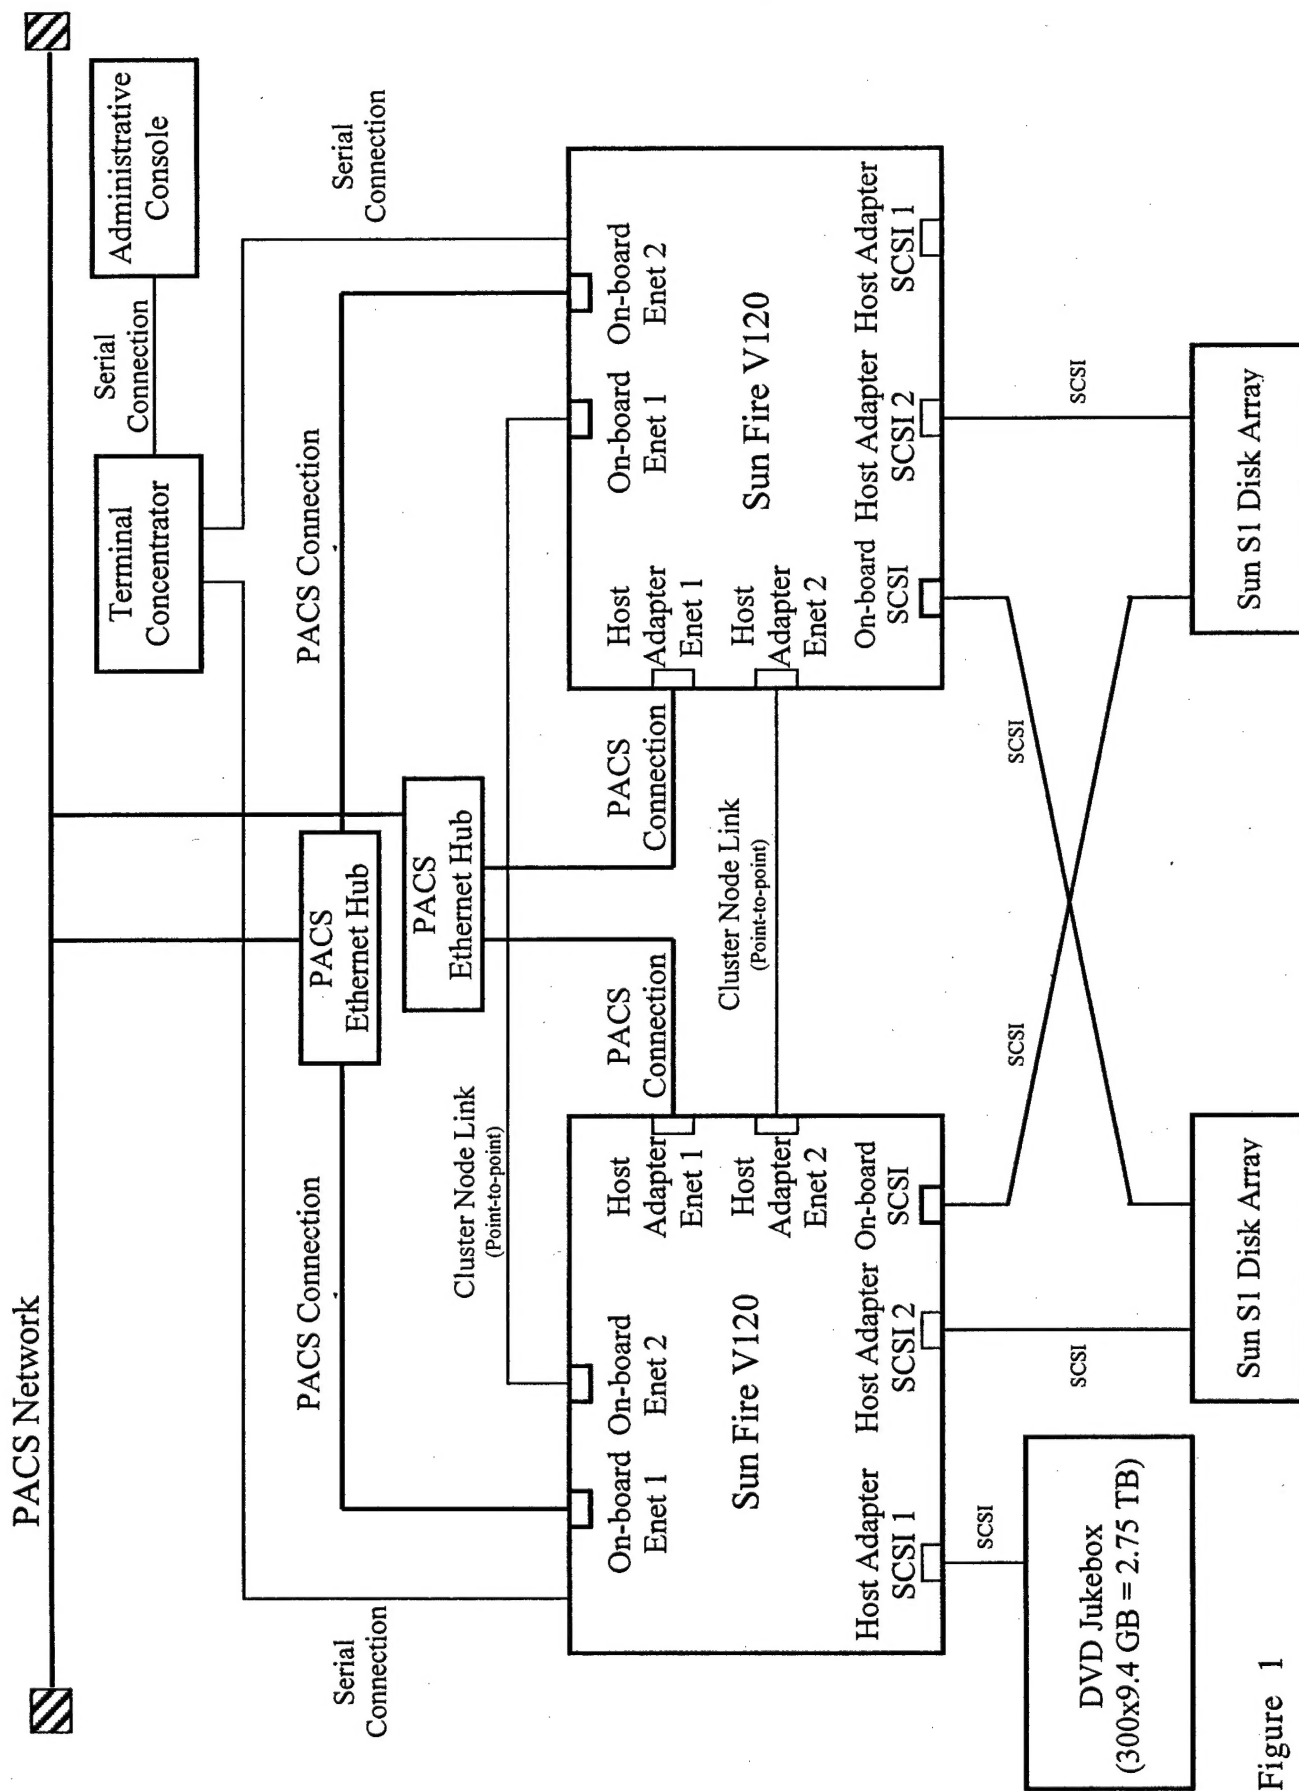 PACS Network
Administrative
Console
Serial
Connection
Terminal
Concentrator
Serial
Connection
Serial
Connection
PACS Connection
PACS Connection
PACS
Ethernet Hub
PACS
Ethernet Hub
Cluster Node Link
(Point-to-point)
On-board
Enet 1
On-board
Enet 2
Host
Adapter
Enet 1
Host
Adapter
Enet 2
Sun Fire V120
Host Adapter
SCSI 1
Host Adapter
SCSI 2
On-board
SCSI
PACS
Connection
PACS
Connection
Cluster Node Link
(Point-to-point)
Host
Adapter
Enet 1
Host
Adapter
Enet 2
On-board
Enet 1
On-board
Enet 2
Sun Fire V120
On-board
SCSI
Host Adapter
SCSI 2
Host Adapter
SCSI 1
SCSI
SCSI
SCSI
SCSI
SCSI
DVD Jukebox
(300x9.4 GB = 2.75 TB)
Sun S1 Disk Array
Sun S1 Disk Array
Figure 1